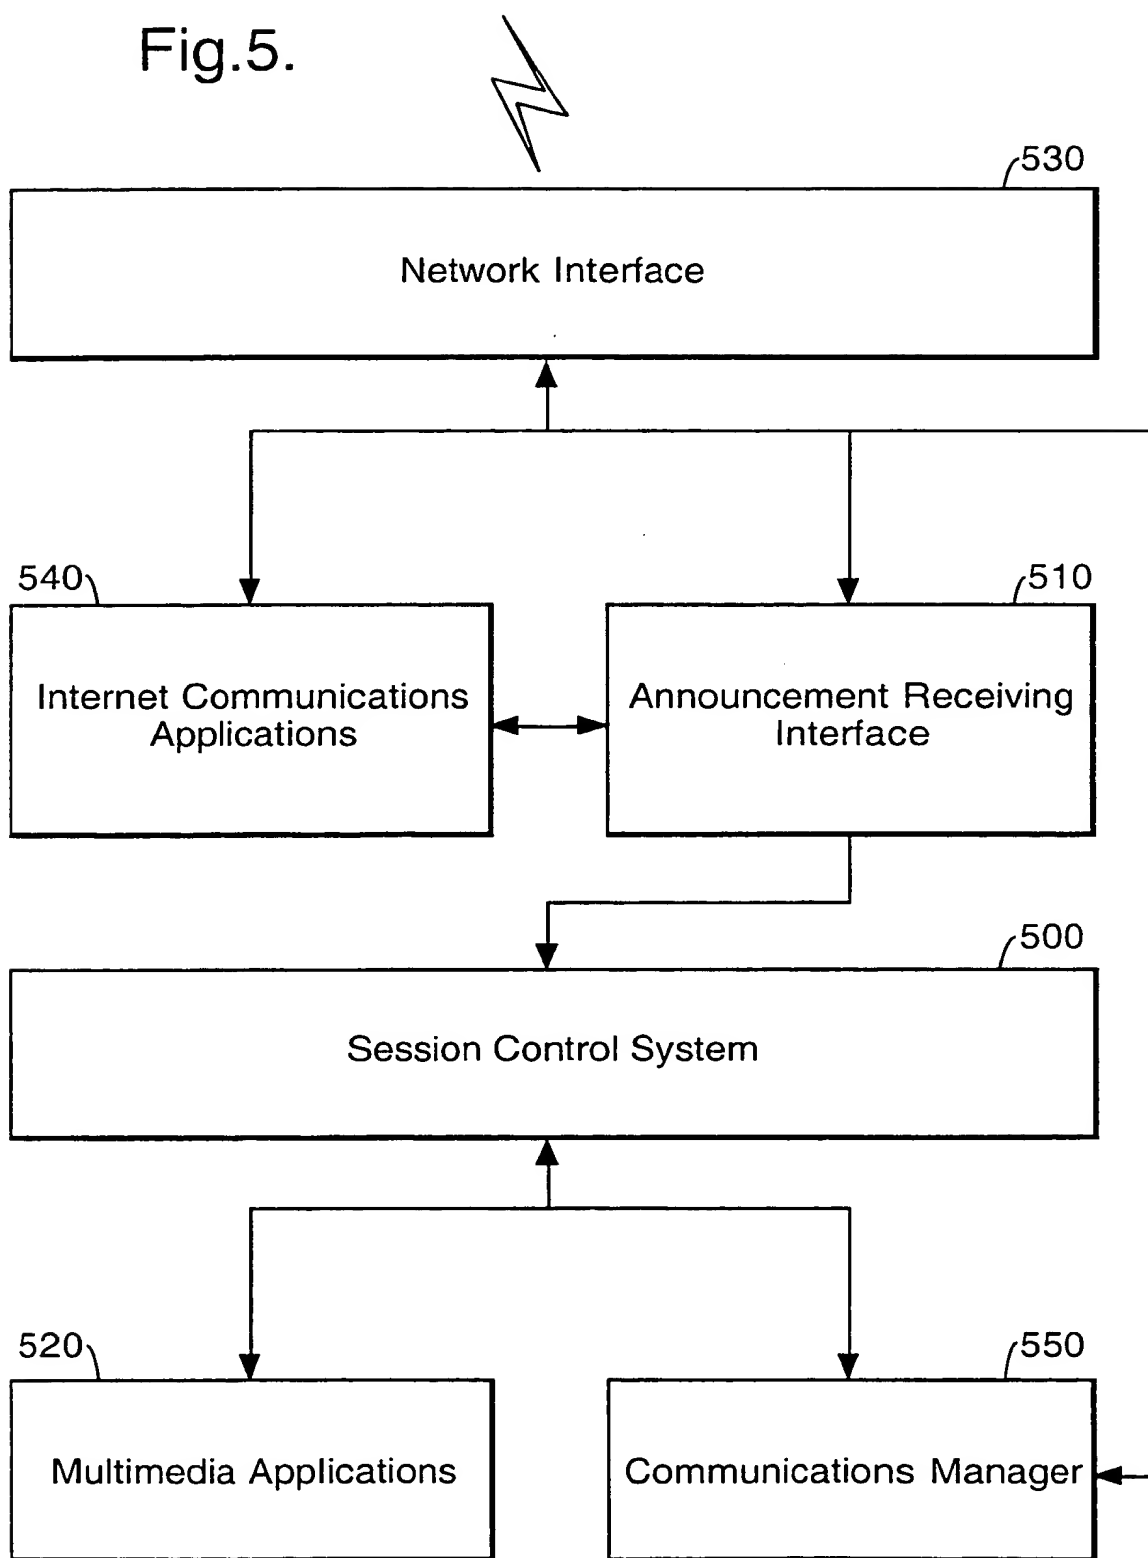 Fig.5.
530
Network Interface
540
510
Internet Communications
Applications
Announcement Receiving
Interface
500
Session Control System
520
550
Multimedia Applications
Communications Manager